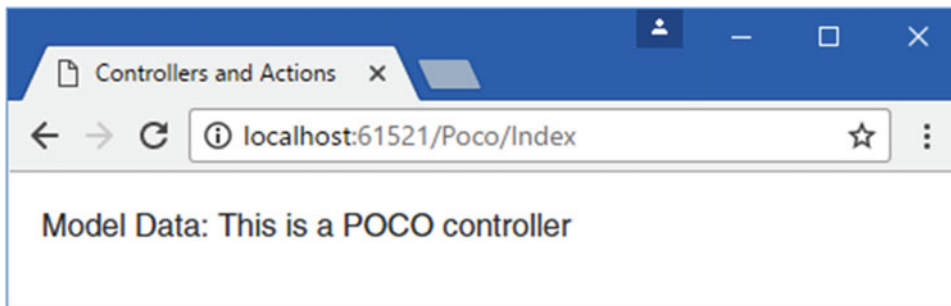 Controllers and Actions
localhost:61521/Poco/Index
Model Data: This is a POCO controller